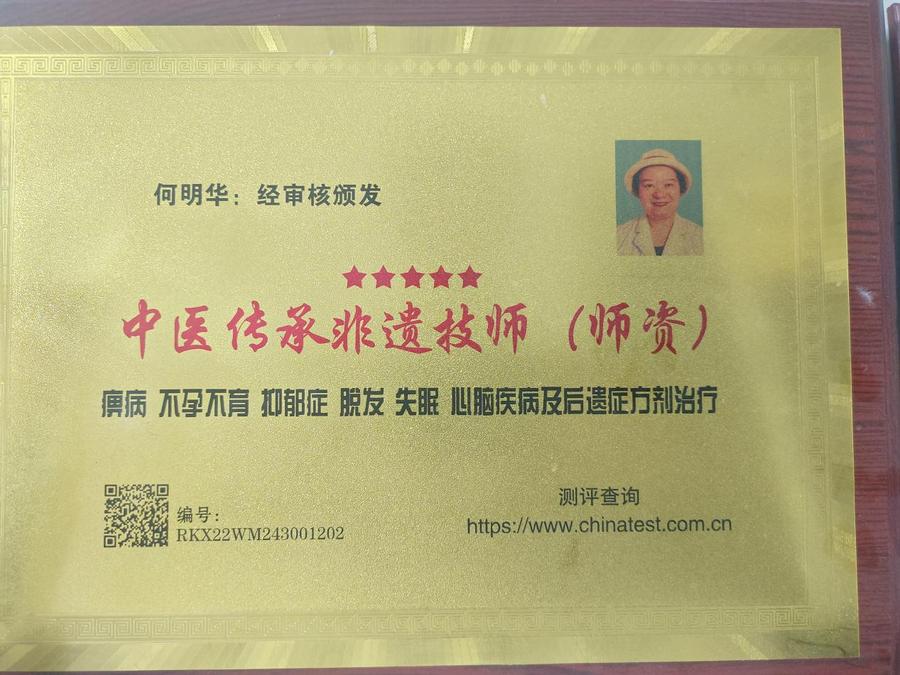 何明华：经审核颁发
中医传承非遗技师（师资）
痹病 不孕不育 抑郁症 脱发 失眠 心脑疾病及后遗症方剂治疗
编号：
RKX22WM243001202
测评查询
https://www.chinatest.com.cn